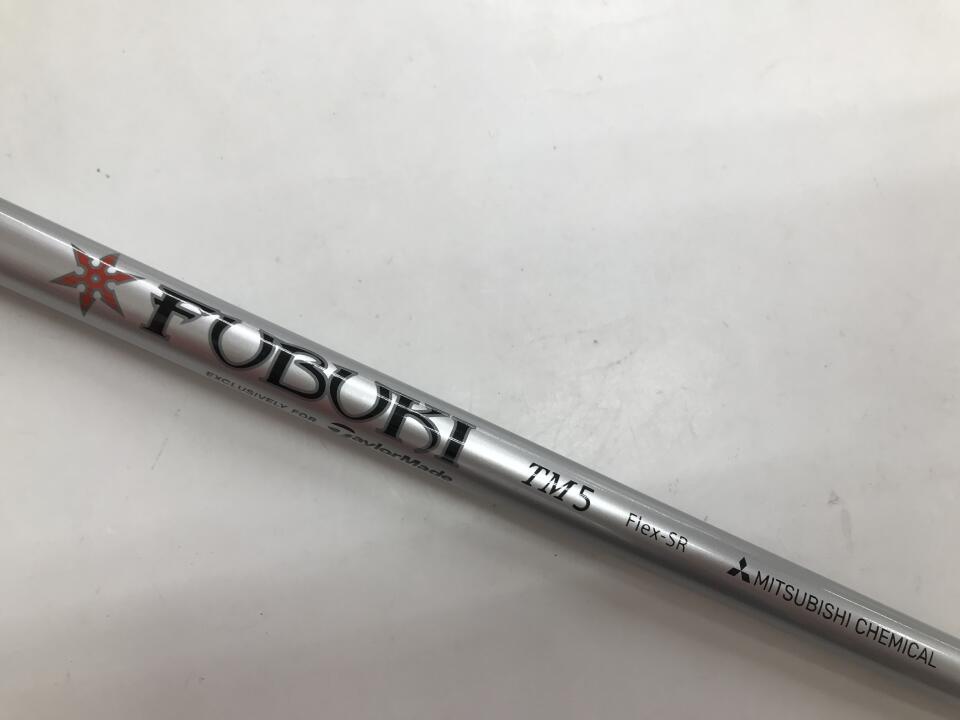 FUBUKI
EXCLUSIVELY FOR TaylorMade
TM5
Flex-SR
MITSUBISHI CHEMICAL